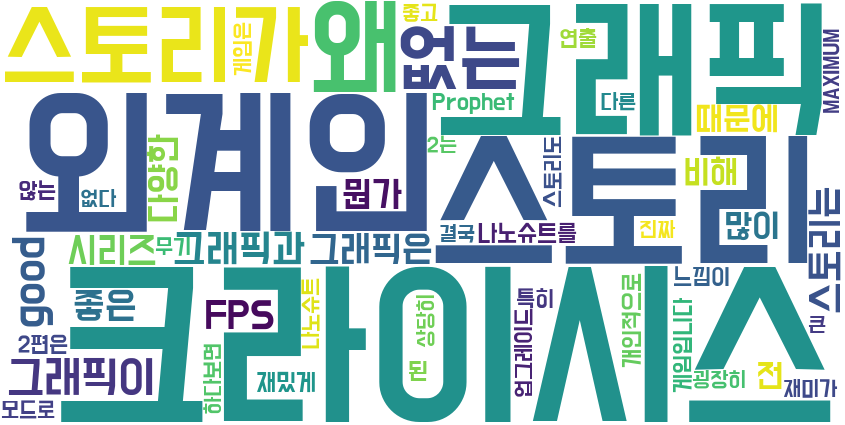 스토리가
게임은
왜
좋고
없는
그래픽
연출
MAXIMUM
Prophet
다른
때문에
외계인
2는
스토리
다양한
않는
없다
뭔가
스토리도
비해
결국
나노슈트를
진짜
많이
스토리는
good
시리즈
무기
그래픽과
그래픽은
크라이시스
좋은
FPS
나노슈트
상당히
특히
업그레이드
개인적으로
느낌이
게임입니다
큰
2편은
그래픽이
하다보면
재밌게
된
굉장히
전
재미가
모드로